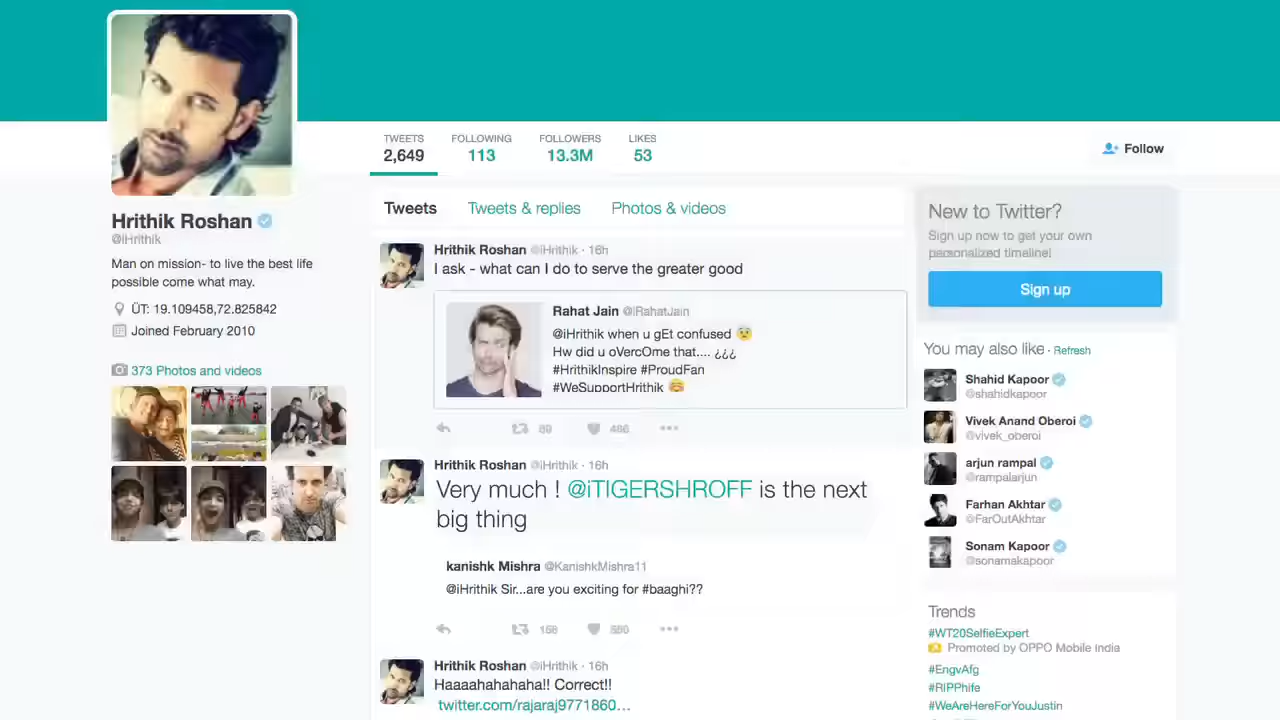 TWEETS FOLLOWING FOLLOWERS LIKES
2,649 113 13.3M 53
Follow
Hrithik Roshan
@iHrithik
Man on mission- to live the best life
possible come what may.
ÜT: 19.109458,72.825842
Joined February 2010
373 Photos and videos
Tweets Tweets & replies Photos & videos
Hrithik Roshan @iHrithik · 16h
I ask - what can I do to serve the greater good
Rahat Jain @iRahatJain
@iHrithik when u gEt confused 😨
Hw did u oVercOme that.... ¿¿¿
#HrithikInspire #ProudFan
#WeSupportHrithik 😊
89 486
Hrithik Roshan @iHrithik · 16h
Very much ! @iTIGERSHROFF is the next
big thing
kanishk Mishra @KanishkMishra11
@iHrithik Sir...are you exciting for #baaghi??
158 550
Hrithik Roshan @iHrithik · 16h
Haaaahahahaha!! Correct!!
twitter.com/rajaraj9771860…
New to Twitter?
Sign up now to get your own
personalized timeline!
Sign up
You may also like · Refresh
Shahid Kapoor
@shahidkapoor
Vivek Anand Oberoi
@vivek_oberoi
arjun rampal
@rampalarjun
Farhan Akhtar
@FarOutAkhtar
Sonam Kapoor
@sonamakapoor
Trends
#WT20SelfieExpert
Promoted by OPPO Mobile India
#EngvAfg
#RIPPhife
#WeAreHereForYouJustin